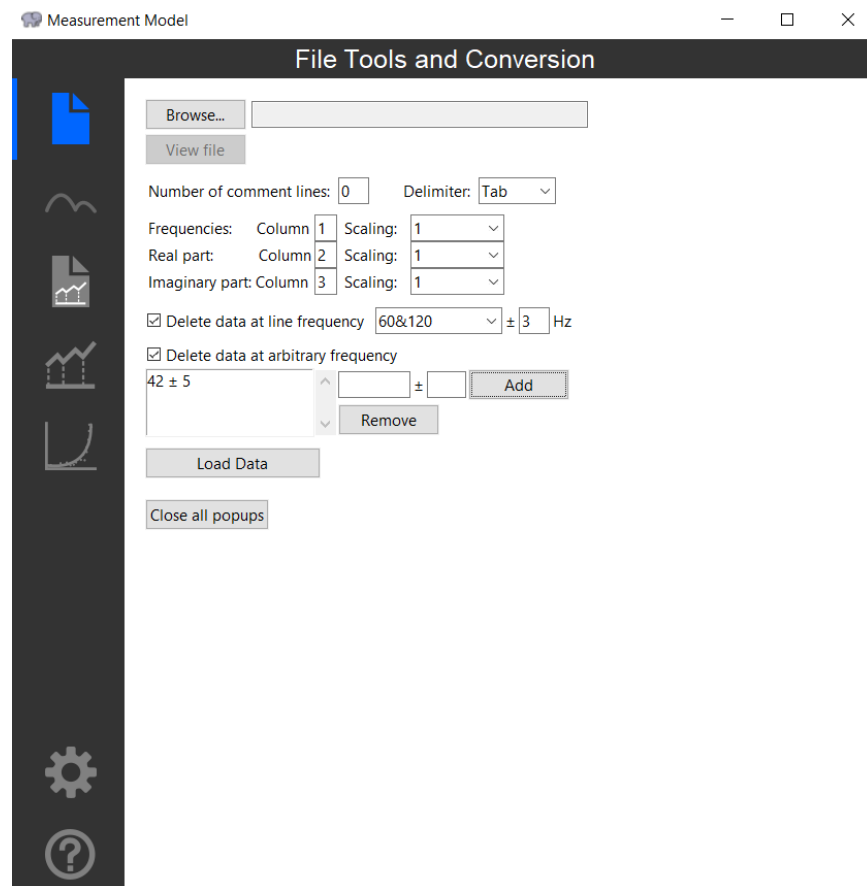 Measurement Model
File Tools and Conversion
Browse...
View file
Number of comment lines: 0 Delimiter: Tab
Frequencies: Column 1 Scaling: 1
Real part: Column 2 Scaling: 1
Imaginary part: Column 3 Scaling: 1
Delete data at line frequency 60&120 ± 3 Hz
Delete data at arbitrary frequency
42 ± 5 ± Add
Remove
Load Data
Close all popups
?